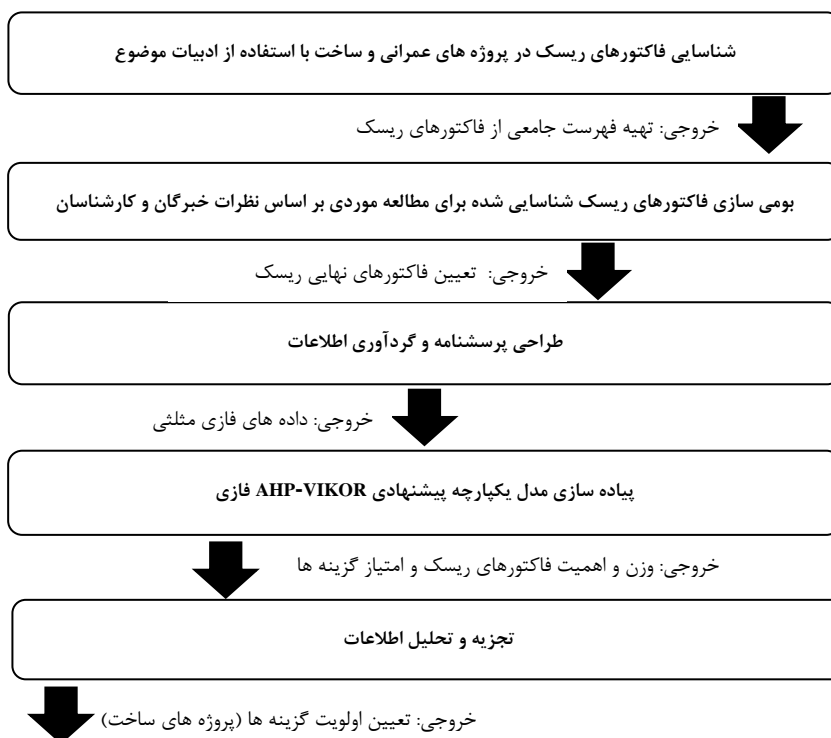 شناسایی فاکتورهای ریسک در پروژه های عمرانی و ساخت با استفاده از ادبیات موضوع
خروجی: تهیه فهرست جامعی از فاکتورهای ریسک
بومی سازی فاکتورهای ریسک شناسایی شده برای مطالعه موردی بر اساس نظرات خبرگان و کارشناسان
خروجی: تعیین فاکتورهای نهایی ریسک
طراحی پرسشنامه و گردآوری اطلاعات
خروجی: داده های فازی مثلثی
پیاده سازی مدل یکپارچه پیشنهادی AHP-VIKOR فازی
خروجی: وزن و اهمیت فاکتورهای ریسک و امتیاز گزینه ها
تجزیه و تحلیل اطلاعات
خروجی: تعیین اولویت گزینه ها (پروژه های ساخت)